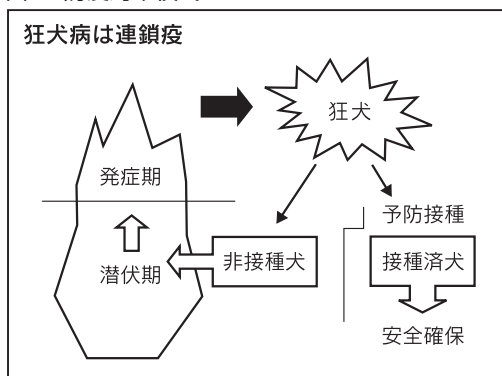 狂犬病は連鎖疫
狂犬
発症期
予防接種
潜伏期
非接種犬
接種済犬
安全確保